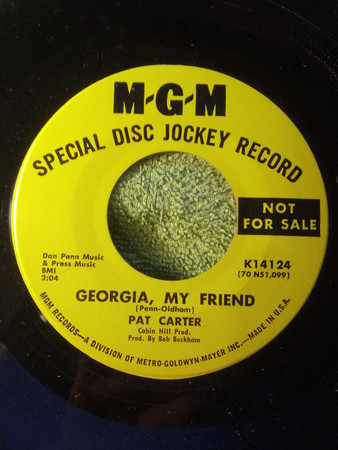 M-G-M
SPECIAL DISC JOCKEY RECORD
NOT
FOR SALE
Dan Penn Music
& Press Music
BMI
2:04
K14124
(70 N51,099)
GEORGIA, MY FRIEND
(Penn-Oldham)
PAT CARTER
Cabin Hill Prod.
Prod. By Bob Beckham
MGM RECORDS—A DIVISION OF METRO-GOLDWYN-MAYER INC.—MADE IN U.S.A.